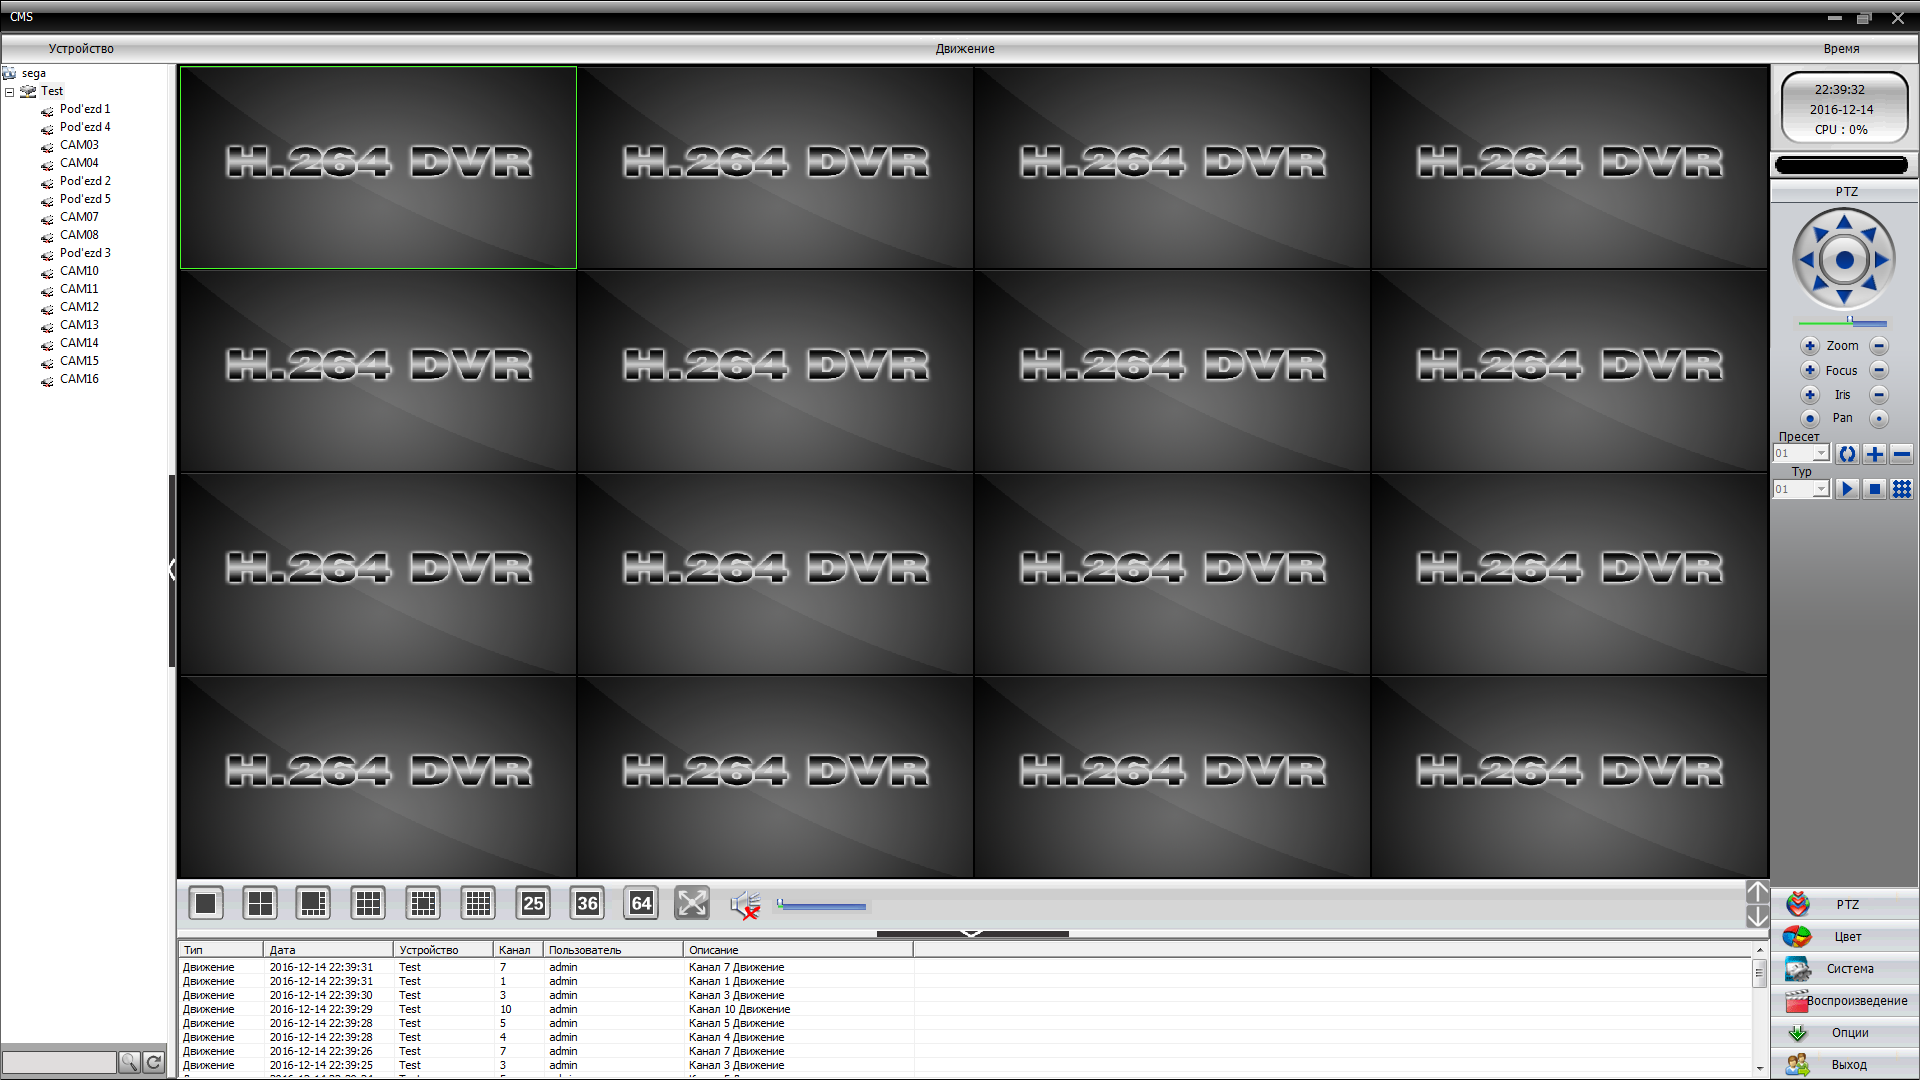 CMS
Устройство Движение Время
sega
Test
Pod'ezd 1
Pod'ezd 4
CAM03
CAM04
Pod'ezd 2
Pod'ezd 5
CAM07
CAM08
Pod'ezd 3
CAM10
CAM11
CAM12
CAM13
CAM14
CAM15
CAM16
H.264 DVR H.264 DVR H.264 DVR H.264 DVR
H.264 DVR H.264 DVR H.264 DVR H.264 DVR
H.264 DVR H.264 DVR H.264 DVR H.264 DVR
H.264 DVR H.264 DVR H.264 DVR H.264 DVR
22:39:32
2016-12-14
CPU : 0%
PTZ
Zoom
Focus
Iris
Pan
Пресет
01
Тур
01
25 36 64
Тип Дата Устройство Канал Пользователь Описание
Движение 2016-12-14 22:39:31 Test 7 admin Канал 7 Движение
Движение 2016-12-14 22:39:31 Test 1 admin Канал 1 Движение
Движение 2016-12-14 22:39:30 Test 3 admin Канал 3 Движение
Движение 2016-12-14 22:39:29 Test 10 admin Канал 10 Движение
Движение 2016-12-14 22:39:28 Test 5 admin Канал 5 Движение
Движение 2016-12-14 22:39:28 Test 4 admin Канал 4 Движение
Движение 2016-12-14 22:39:26 Test 7 admin Канал 7 Движение
Движение 2016-12-14 22:39:25 Test 3 admin Канал 3 Движение
PTZ
Цвет
Система
Воспроизведение
Опции
Выход